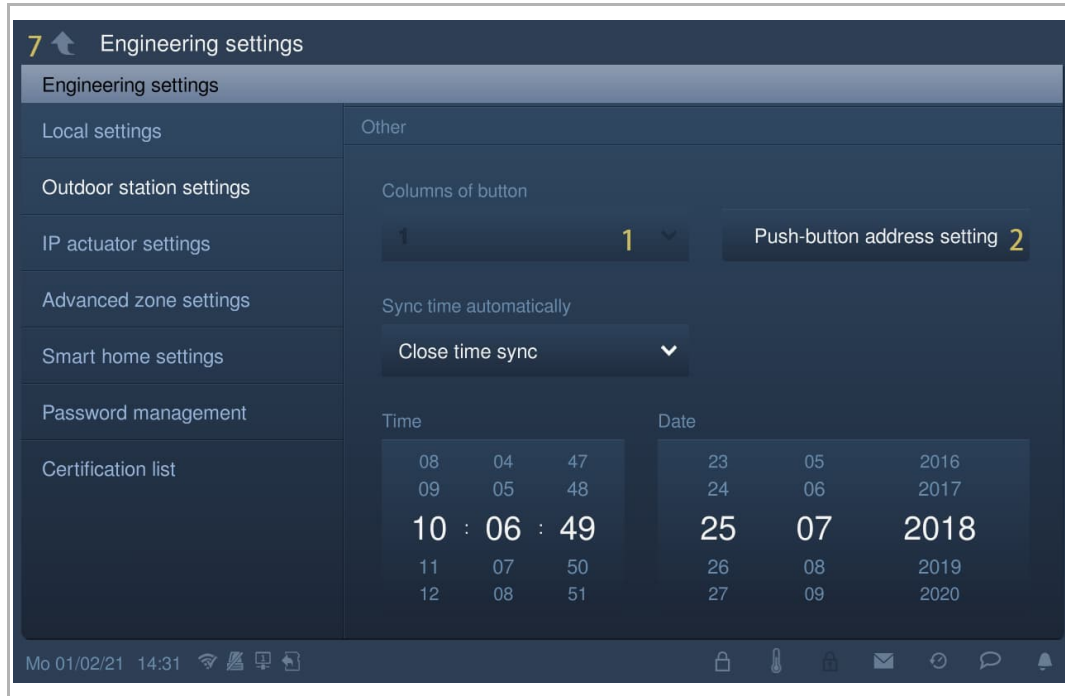 7 Engineering settings
Engineering settings
Local settings
Outdoor station settings
IP actuator settings
Advanced zone settings
Smart home settings
Password management
Certification list
Other
Columns of button
1 1
Push-button address setting 2
Sync time automatically
Close time sync
Time Date
08 04 47 23 05 2016
09 05 48 24 06 2017
10 : 06 : 49 25 07 2018
11 07 50 26 08 2019
12 08 51 27 09 2020
Mo 01/02/21 14:31